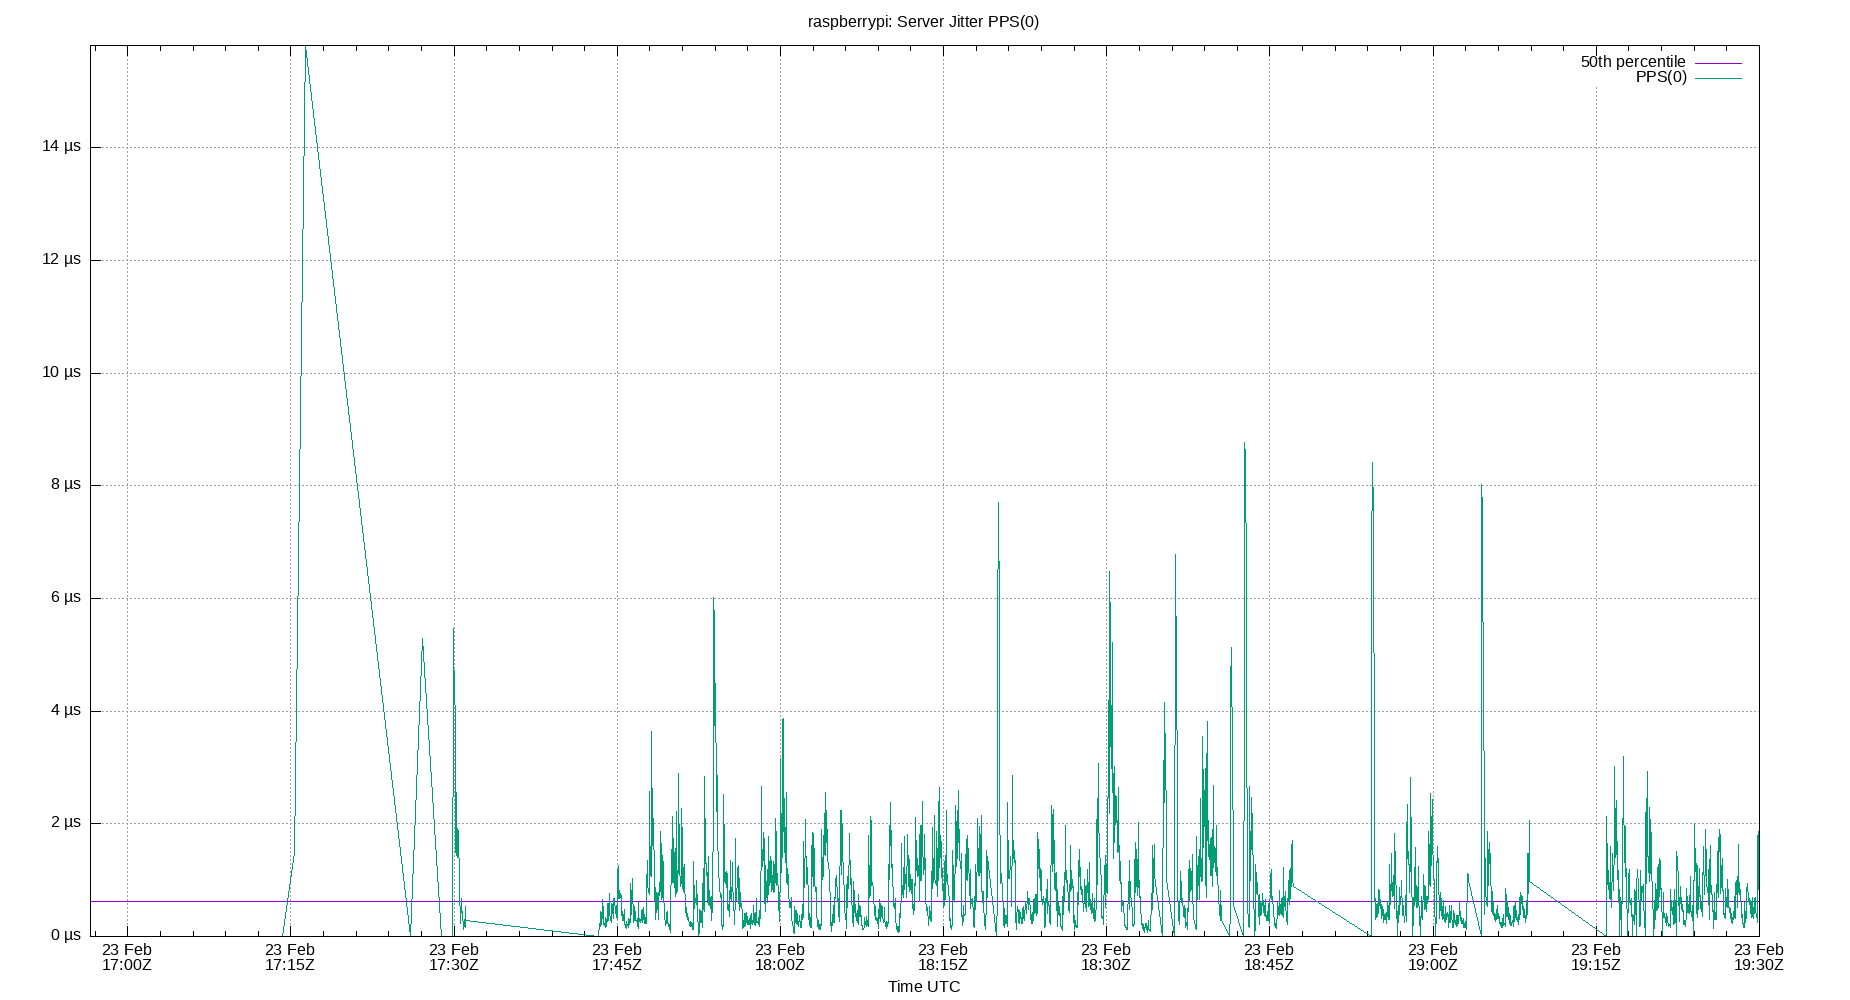 raspberrypi: Server Jitter PPS(0)
50th percentile
PPS(0)
14 µs
12 µs
10 µs
8 µs
6 µs
4 µs
2 µs
0 µs
23 Feb 23 Feb 23 Feb 23 Feb 23 Feb 23 Feb 23 Feb 23 Feb 23 Feb 23 Feb 23 Feb
17:00Z 17:15Z 17:30Z 17:45Z 18:00Z 18:15Z 18:30Z 18:45Z 19:00Z 19:15Z 19:30Z
Time UTC